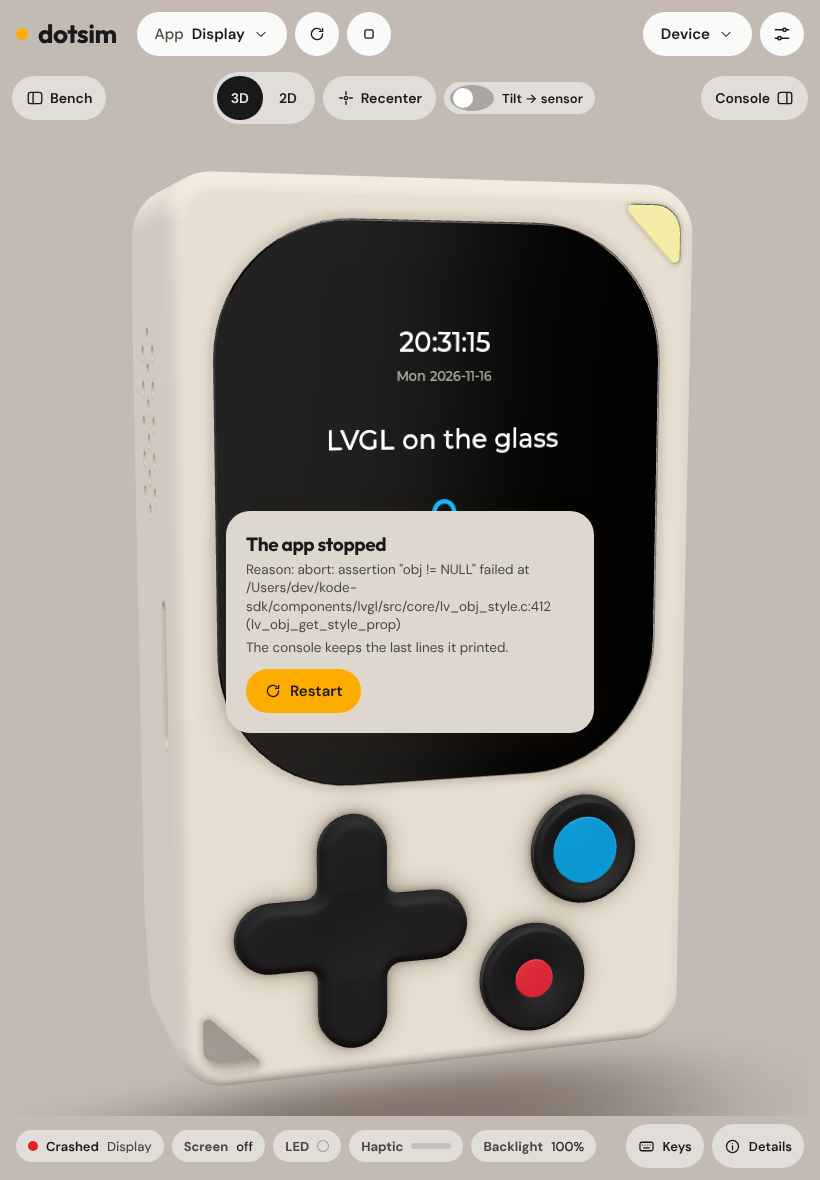 dotsim
App Display
Device
Bench
3D
2D
Recenter
Tilt → sensor
Console
20:31:15
Mon 2026-11-16
LVGL on the glass
The app stopped
Reason: abort: assertion "obj != NULL" failed at
/Users/dev/kode-
sdk/components/lvgl/src/core/lv_obj_style.c:412
(lv_obj_get_style_prop)
The console keeps the last lines it printed.
Restart
Crashed Display
Screen off
LED
Haptic
Backlight 100%
Keys
Details